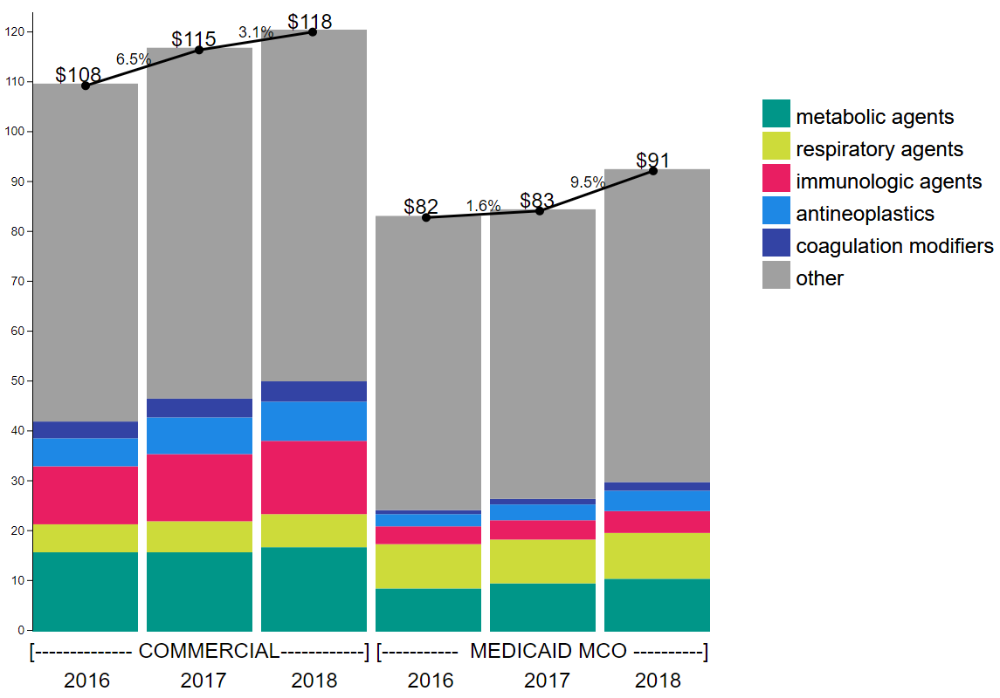 120
110
100
90
80
70
60
50
40
30
20
10
0
$108
6.5%
$115
3.1%
$118
$82
1.6%
$83
9.5%
$91
metabolic agents
respiratory agents
immunologic agents
antineoplastics
coagulation modifiers
other
[-------------- COMMERCIAL------------] [----------- MEDICAID MCO ----------]
2016 2017 2018 2016 2017 2018